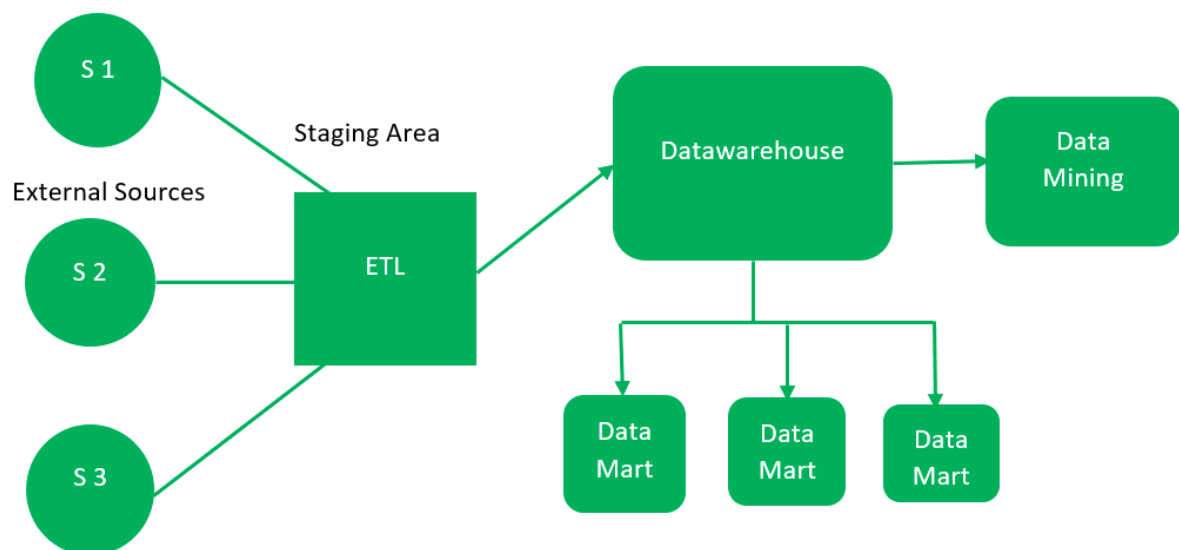 S 1
Staging Area
External Sources
S 2
ETL
S 3
Datawarehouse
Data
Mining
Data
Mart
Data
Mart
Data
Mart